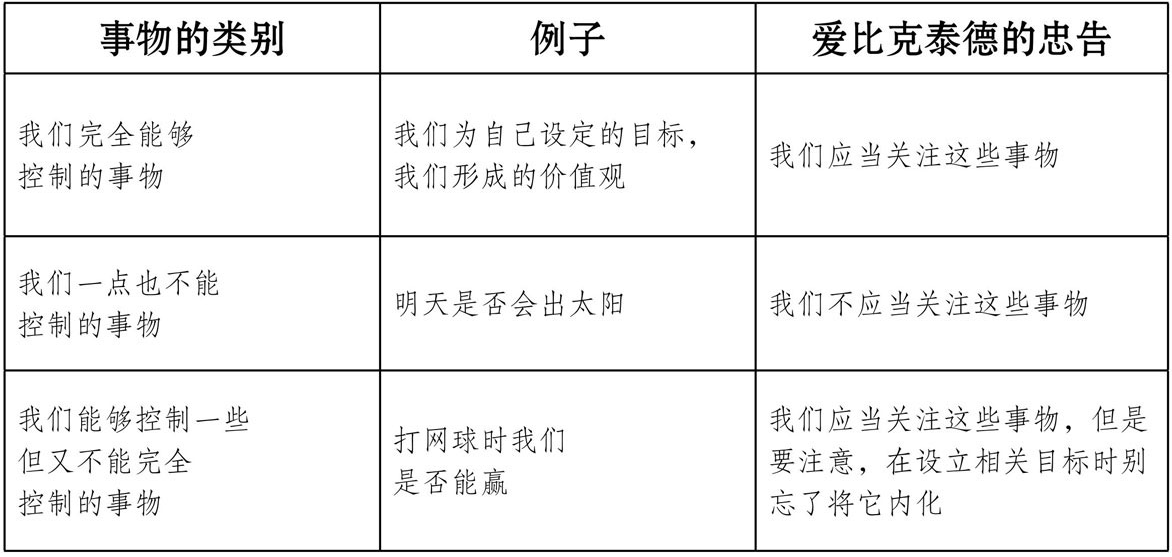 事物的类别
例子
爱比克泰德的忠告
我们完全能够
控制的事物
我们为自己设定的目标，
我们形成的价值观
我们应当关注这些事物
我们一点也不能
控制的事物
明天是否会出太阳
我们不应当关注这些事物
我们能够控制一些
但又不能完全
控制的事物
打网球时我们
是否能赢
我们应当关注这些事物，但是
要注意，在设立相关目标时别
忘了将它内化